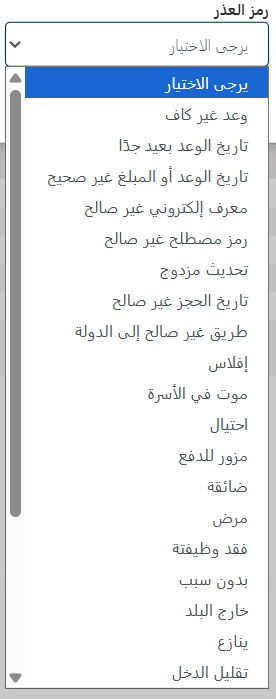 رمز العذر
يرجى الاختيار
يرجى الاختيار
وعد غير كاف
تاريخ الوعد بعيد جدًا
تاريخ الوعد أو المبلغ غير صحيح
معرف إلكتروني غير صالح
رمز مصطلح غير صالح
تحديث مزدوج
تاريخ الحجز غير صالح
طريق غير صالح إلى الدولة
إفلاس
موت في الأسرة
احتيال
مزور للدفع
ضائقة
مرض
فقد وظيفتة
بدون سبب
خارج البلد
ينازع
تقليل الدخل